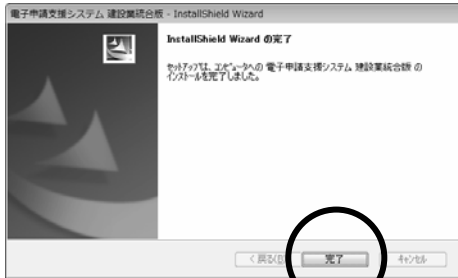 電子申請支援システム 建設業統合版 - InstallShield Wizard
InstallShield Wizard の完了
セットアップは、コンピュータへの 電子申請支援システム 建設業統合版 の
インストールを完了しました。
< 戻る(B)
完了
キャンセル